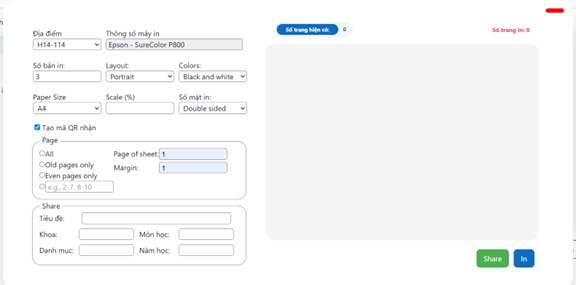 Địa điểm
Thông số máy in
H14-114
Epson - SureColor P800
Số trang hiện có:
0
Số trang in: 0
Số bản in:
Layout:
Colors:
3
Portrait
Black and white
Paper Size
Scale (%)
Số mặt in:
A4
Double sided
Tạo mã QR nhận
Page
All
Page of sheet:
1
Old pages only
Margin:
1
Even pages only
e.g., 2-7, 8-10
Share
Tiêu đề:
Khoa:
Môn học:
Danh mục:
Năm học:
Share
In